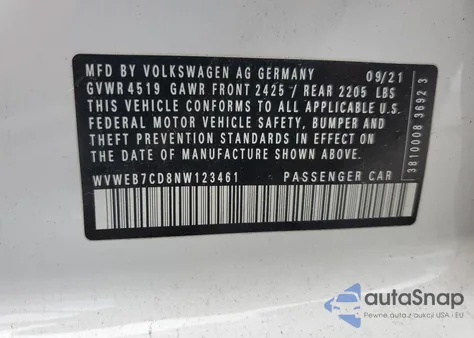 MFD BY VOLKSWAGEN AG GERMANY 09/21
GVWR 4519 GAWR FRONT 2425 / REAR 2205 LBS
THIS VEHICLE CONFORMS TO ALL APPLICABLE U.S.
FEDERAL MOTOR VEHICLE SAFETY, BUMPER AND
THEFT PREVENTION STANDARDS IN EFFECT ON THE
DATE OF MANUFACTURE SHOWN ABOVE.
WVWEB7CD8NW123461 PASSENGER CAR
3810008 3692 3
autoSnap
Pewne auta z aukcji USA i EU